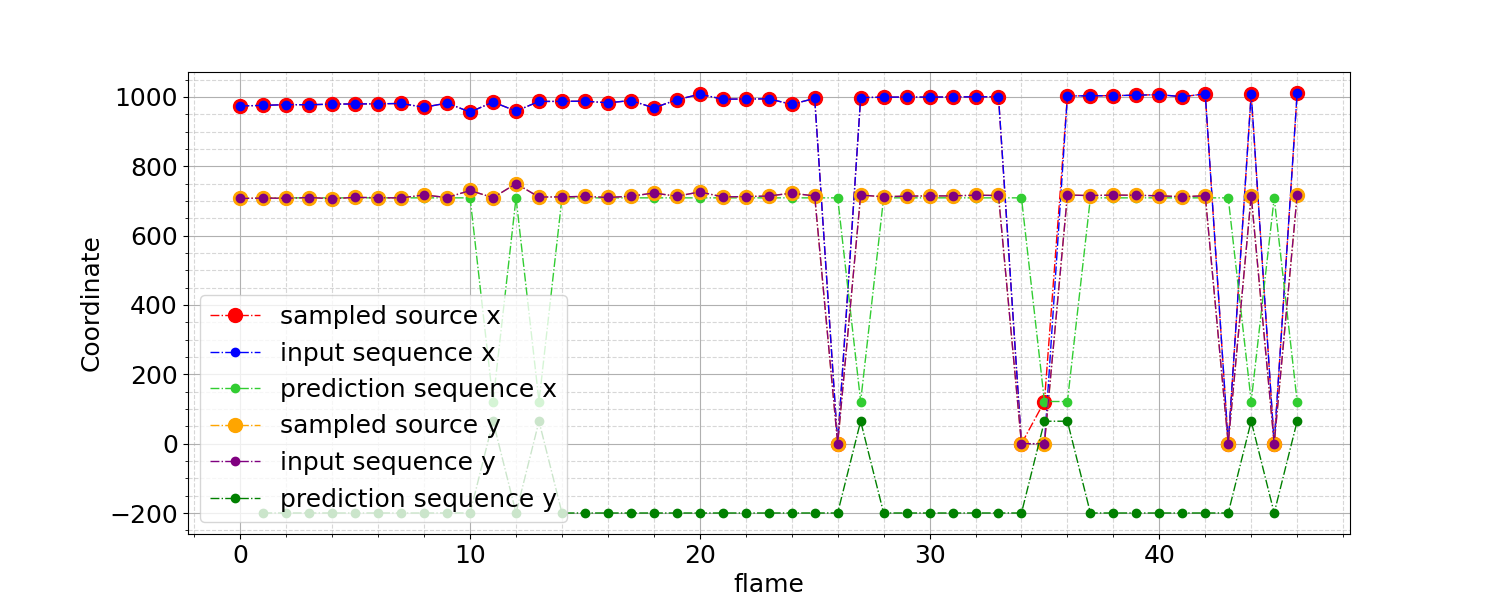 1000
800
600
400
200
0
−200
Coordinate
sampled source x
input sequence x
prediction sequence x
sampled source y
input sequence y
prediction sequence y
0 10 20 30 40
flame